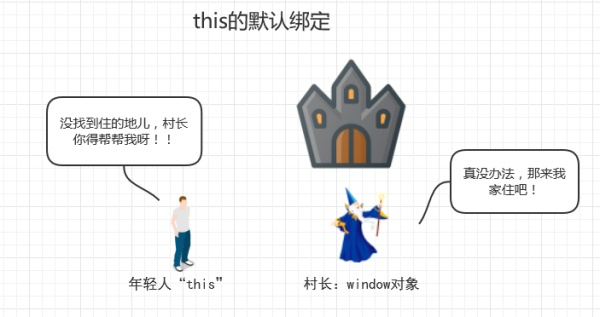 this的默认绑定
没找到住的地儿，村长
你得帮帮我呀！！
真没办法，那来我
家住吧！
年轻人“this”
村长：window对象